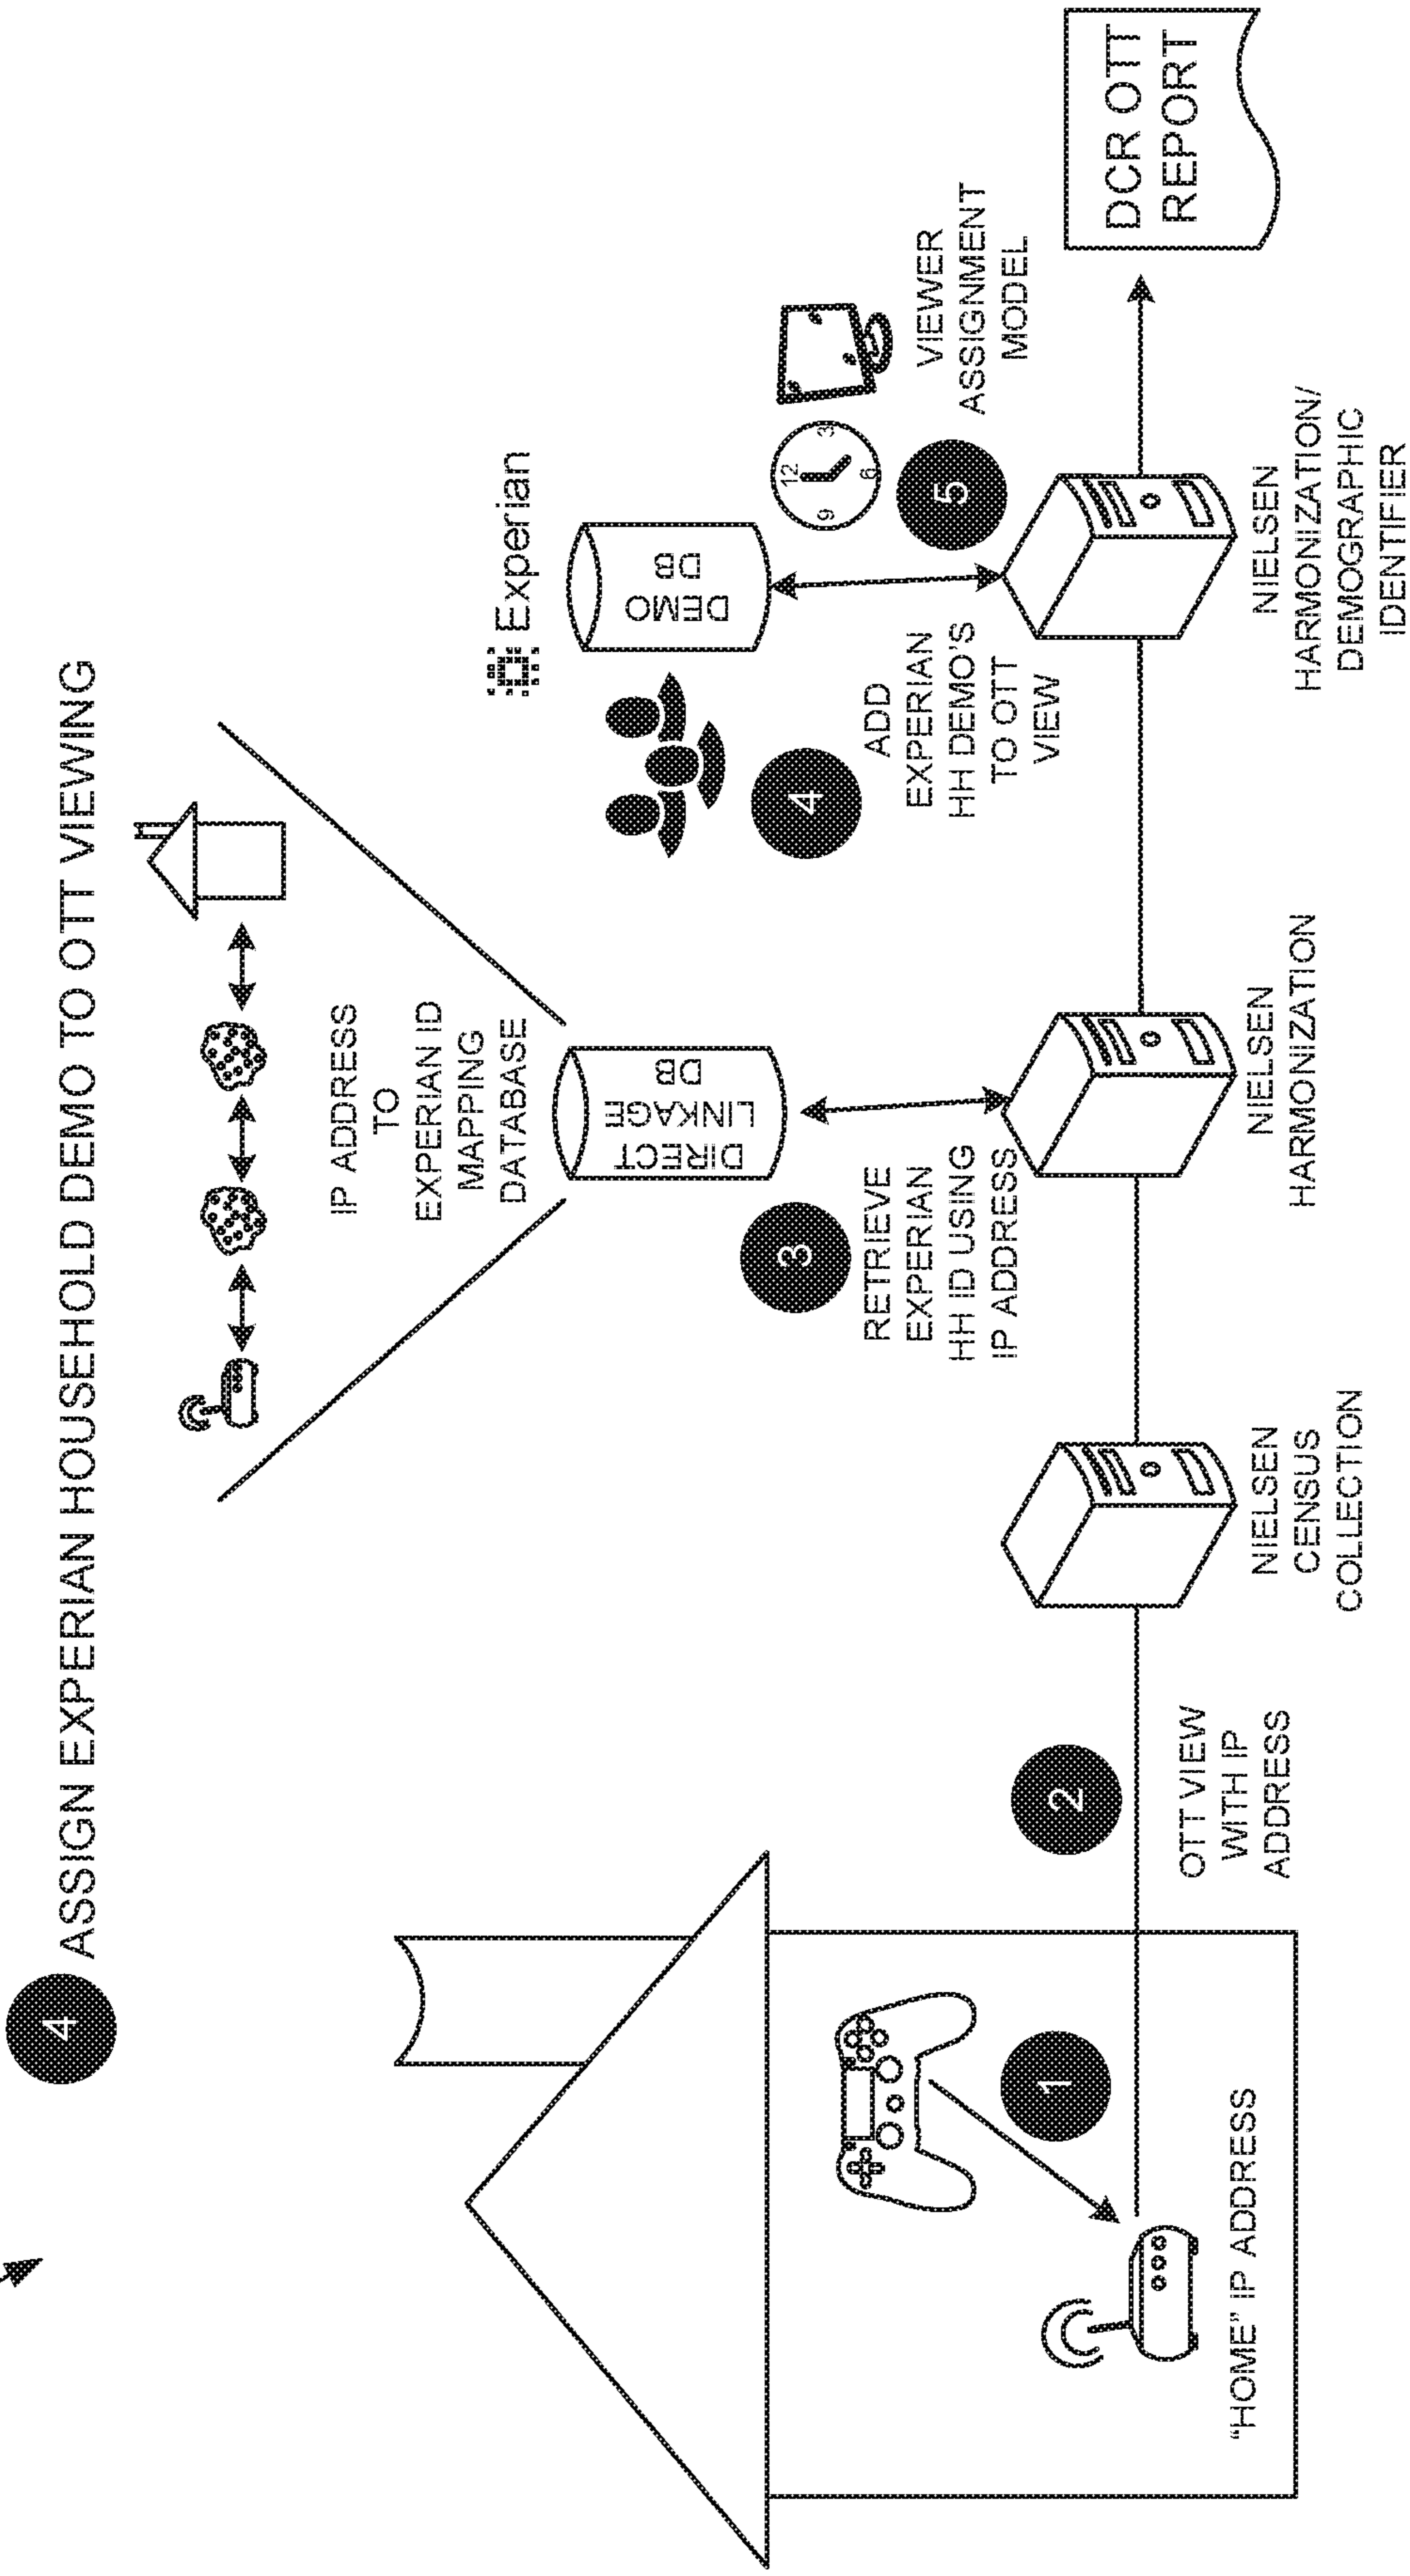 4 ASSIGN EXPERIAN HOUSEHOLD DEMO TO OTT VIEWING
IP ADDRESS
TO
EXPERIAN ID
MAPPING
DATABASE
Experian
DIRECT
LINKAGE
DB
DEMO
DB
12
3
6
9
3
RETRIEVE
EXPERIAN
HH ID USING
IP ADDRESS
4
ADD
EXPERIAN
HH DEMO'S
TO OTT
VIEW
5
VIEWER
ASSIGNMENT
MODEL
1
"HOME" IP ADDRESS
2
OTT VIEW
WITH IP
ADDRESS
NIELSEN
CENSUS
COLLECTION
NIELSEN
HARMONIZATION
NIELSEN
HARMONIZATION/
DEMOGRAPHIC
IDENTIFIER
DCR OTT
REPORT